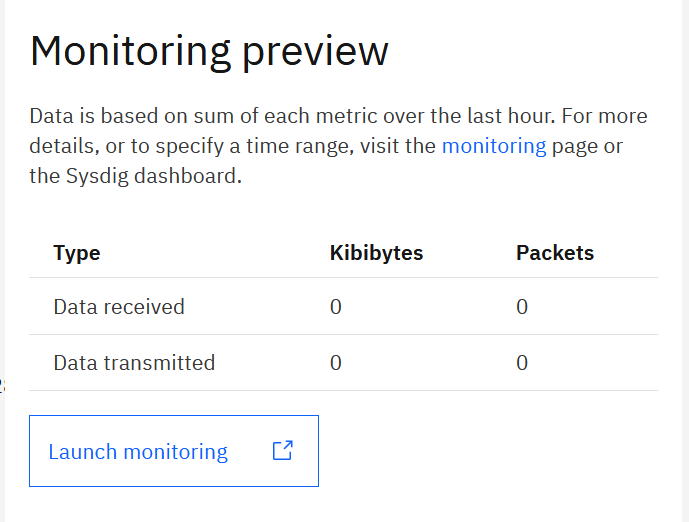 Monitoring preview
Data is based on sum of each metric over the last hour. For more
details, or to specify a time range, visit the monitoring page or
the Sysdig dashboard.
Type Kibibytes Packets
Data received 0 0
Data transmitted 0 0
Launch monitoring